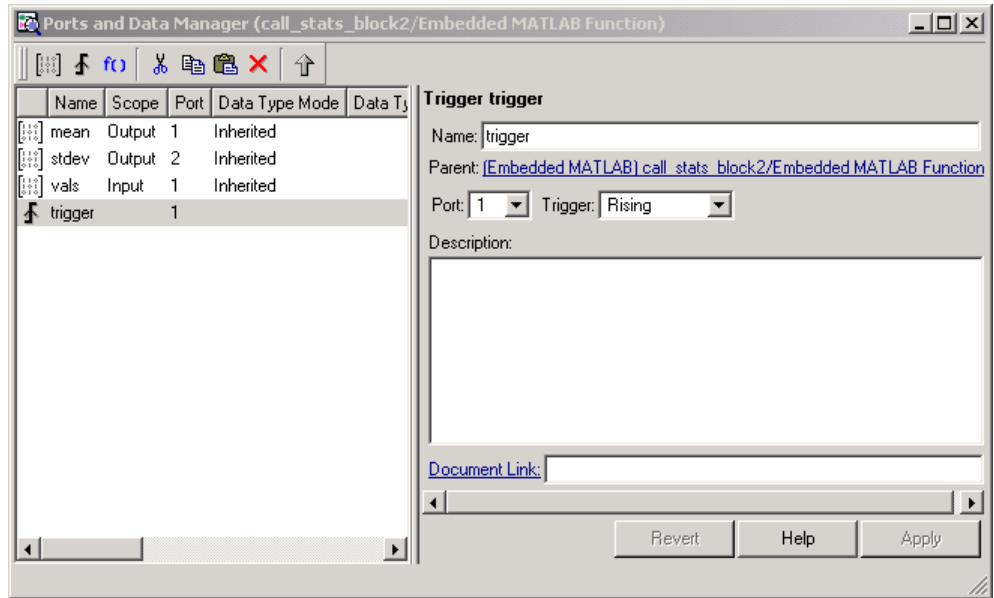 Ports and Data Manager (call_stats_block2/Embedded MATLAB Function)
f()
Name Scope Port Data Type Mode Data Ty
mean Output 1 Inherited
stdev Output 2 Inherited
vals Input 1 Inherited
trigger 1
Trigger trigger
Name: trigger
Parent: (Embedded MATLAB) call_stats_block2/Embedded MATLAB Function
Port: 1 Trigger: Rising
Description:
Document Link:
Revert Help Apply